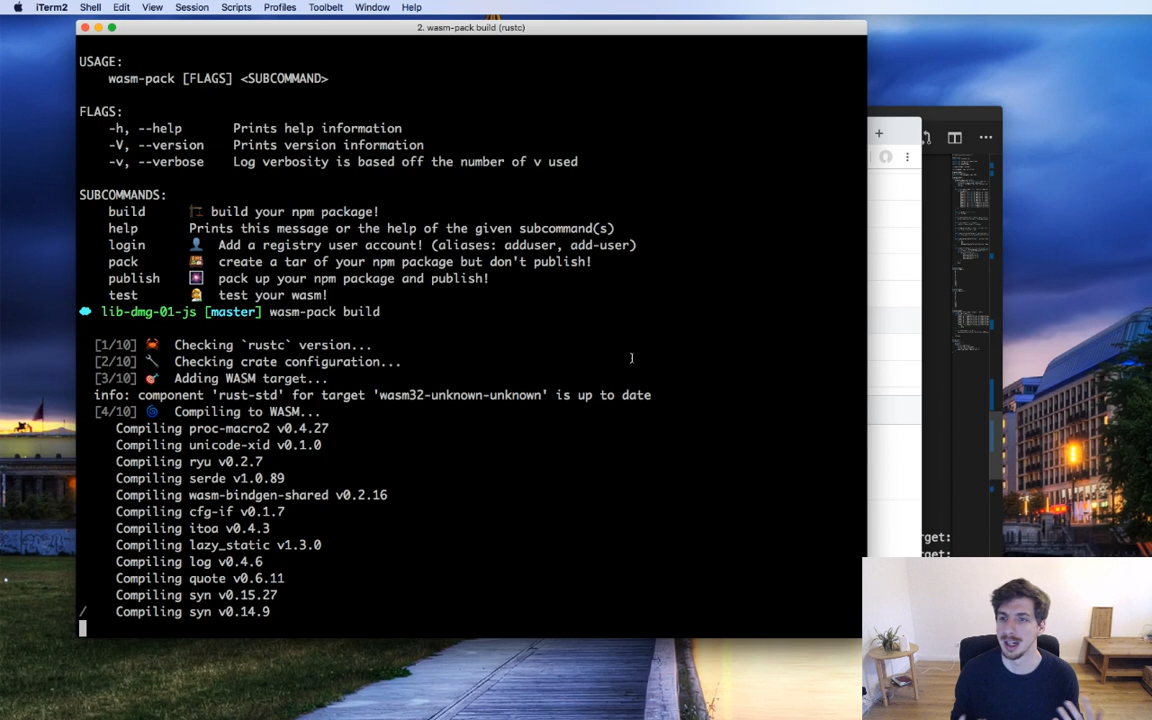 iTerm2 Shell Edit View Session Scripts Profiles Toolbelt Window Help
2. wasm-pack build (rustc)
USAGE:
wasm-pack [FLAGS] <SUBCOMMAND>
FLAGS:
-h, --help Prints help information
-V, --version Prints version information
-v, --verbose Log verbosity is based off the number of v used
SUBCOMMANDS:
build build your npm package!
help Prints this message or the help of the given subcommand(s)
login Add a registry user account! (aliases: adduser, add-user)
pack create a tar of your npm package but don't publish!
publish pack up your npm package and publish!
test test your wasm!
lib-dmg-01-js [master] wasm-pack build
[1/10] Checking `rustc` version...
[2/10] Checking crate configuration...
[3/10] Adding WASM target...
info: component 'rust-std' for target 'wasm32-unknown-unknown' is up to date
[4/10] Compiling to WASM...
Compiling proc-macro2 v0.4.27
Compiling unicode-xid v0.1.0
Compiling ryu v0.2.7
Compiling serde v1.0.89
Compiling wasm-bindgen-shared v0.2.16
Compiling cfg-if v0.1.7
Compiling itoa v0.4.3
Compiling lazy_static v1.3.0
Compiling log v0.4.6
Compiling quote v0.6.11
Compiling syn v0.15.27
/ Compiling syn v0.14.9
rget:
rget: